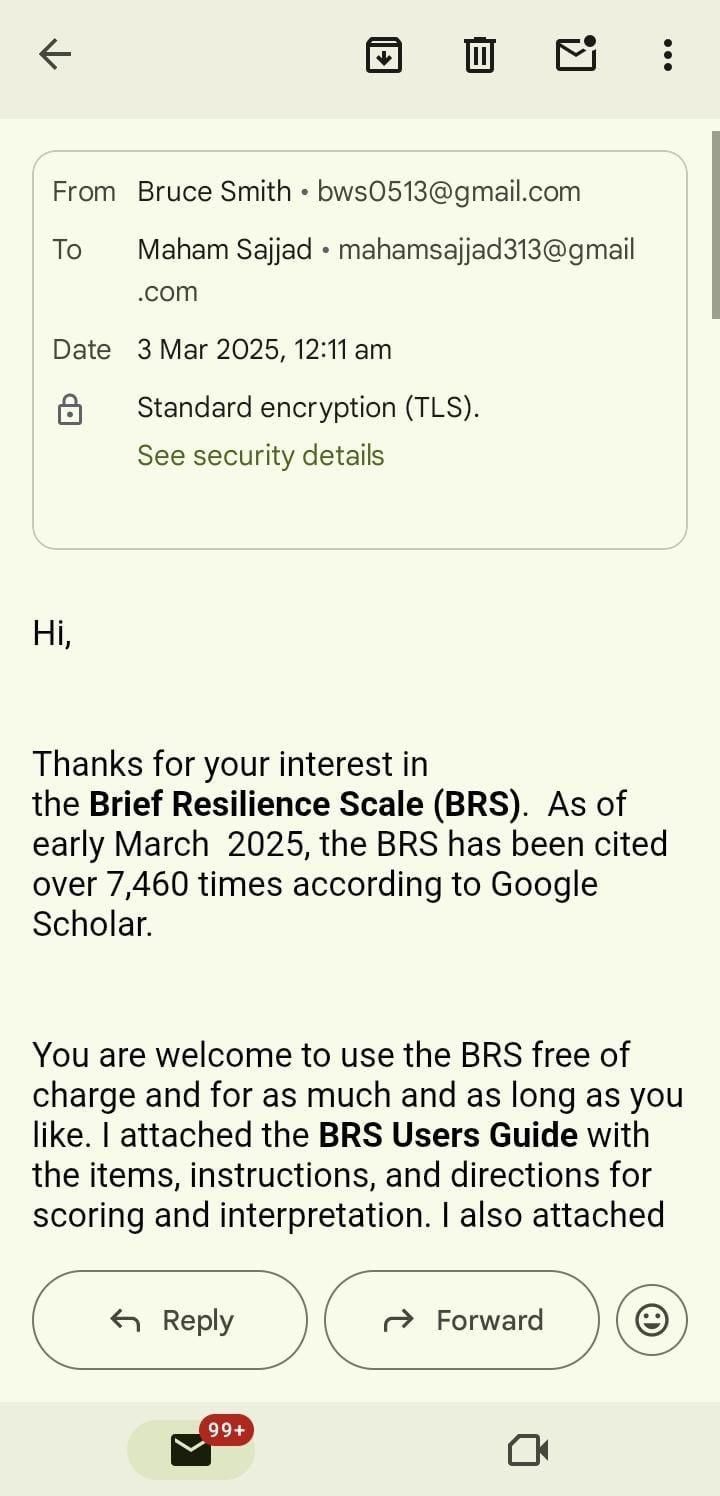 From Bruce Smith • bws0513@gmail.com
To Maham Sajjad • mahamsajjad313@gmail
.com
Date 3 Mar 2025, 12:11 am
Standard encryption (TLS).
See security details
Hi,
Thanks for your interest in
the Brief Resilience Scale (BRS).  As of
early March  2025, the BRS has been cited
over 7,460 times according to Google
Scholar.
You are welcome to use the BRS free of
charge and for as much and as long as you
like. I attached the BRS Users Guide with
the items, instructions, and directions for
scoring and interpretation. I also attached
Reply Forward
99+